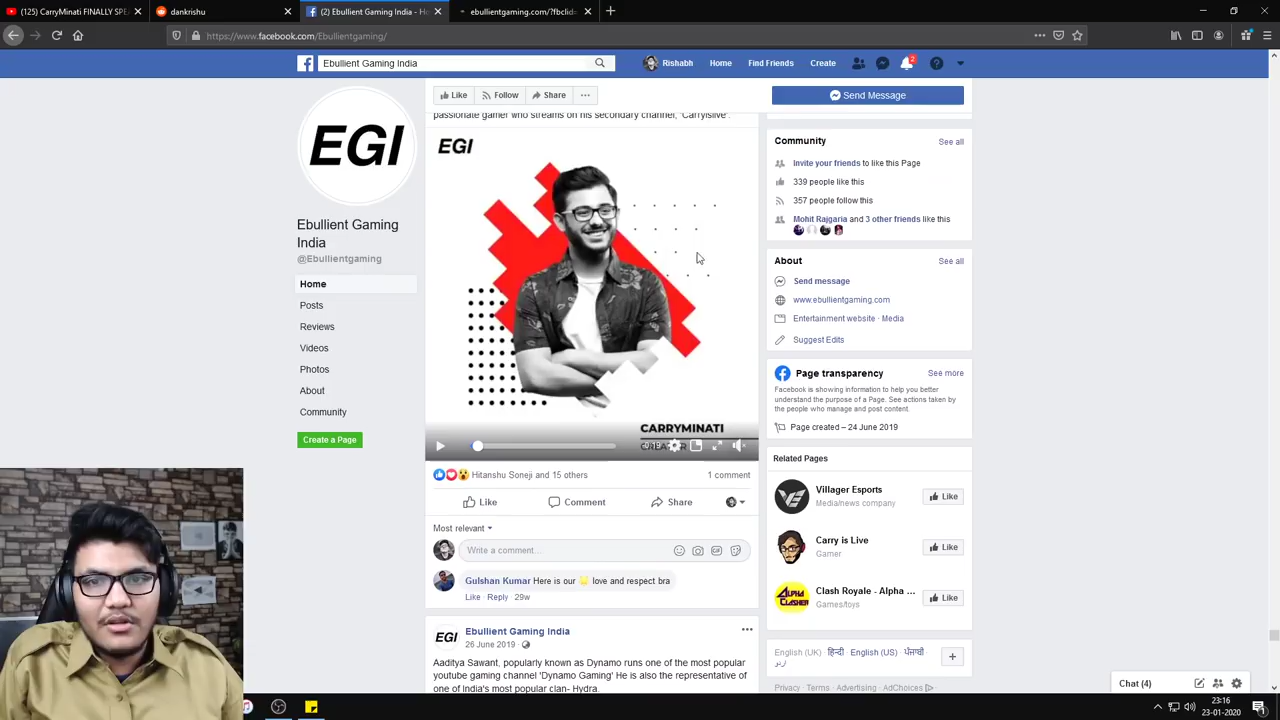 (125) CarryMinati FINALLY SPEA
dankrishu
(2) Ebullient Gaming India - Ho
ebullientgaming.com/?fbclid=
https://www.facebook.com/Ebullientgaming/
Ebullient Gaming India
Rishabh
Home
Find Friends
Create
2
EGI
Ebullient Gaming
India
@Ebullientgaming
Home
Posts
Reviews
Videos
Photos
About
Community
Create a Page
Like
Follow
Share
Send Message
passionate gamer who streams on his secondary channel, 'Carryislive'.
EGI
CARRYMINATI
Hitanshu Soneji and 15 others
1 comment
Like
Comment
Share
Most relevant
Write a comment...
Gulshan Kumar Here is our love and respect bra
Like · Reply · 29w
EGI
Ebullient Gaming India
26 June 2019
Aaditya Sawant, popularly known as Dynamo runs one of the most popular
youtube gaming channel 'Dynamo Gaming' He is also the representative of
one of India's most popular clan- Hydra.
Community
See all
Invite your friends to like this Page
339 people like this
357 people follow this
Mohit Rajgaria and 3 other friends like this
About
See all
Send message
www.ebullientgaming.com
Entertainment website · Media
Suggest Edits
Page transparency
See more
Facebook is showing information to help you better
understand the purpose of a Page. See actions taken by
the people who manage and post content.
Page created – 24 June 2019
Related Pages
Villager Esports
Media/news company
Like
Carry is Live
Gamer
Like
Clash Royale - Alpha ...
Games/toys
Like
English (UK) · हिन्दी · English (US) · ਪੰਜਾਬੀ ·
اردو
Privacy · Terms · Advertising · AdChoices
Chat (4)
23:16
23-01-2020